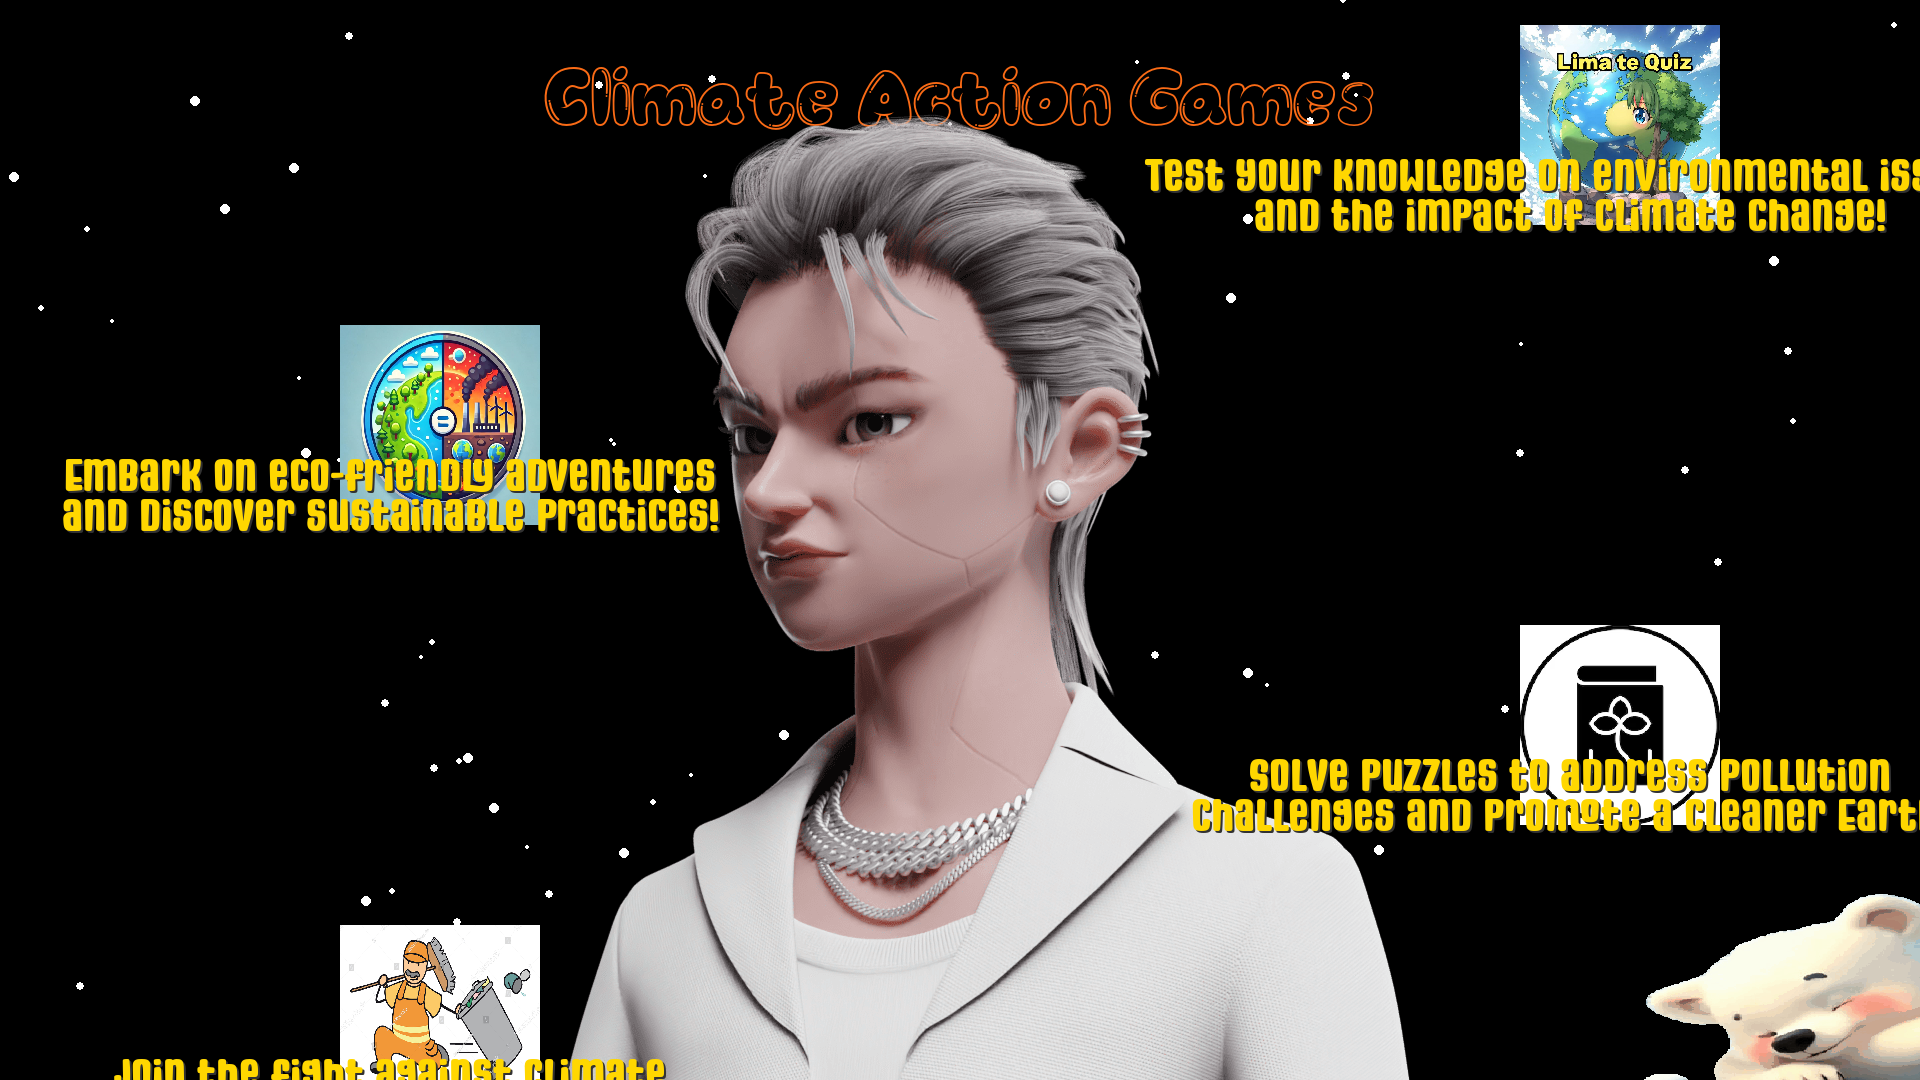 Climate Action Games
Lima te Quiz
Test your knowledge on environmental iss
and the impact of climate change!
Embark on eco-friendly adventures
and discover sustainable practices!
Solve puzzles to address pollution
challenges and promote a cleaner Eart
Join the fight against climate